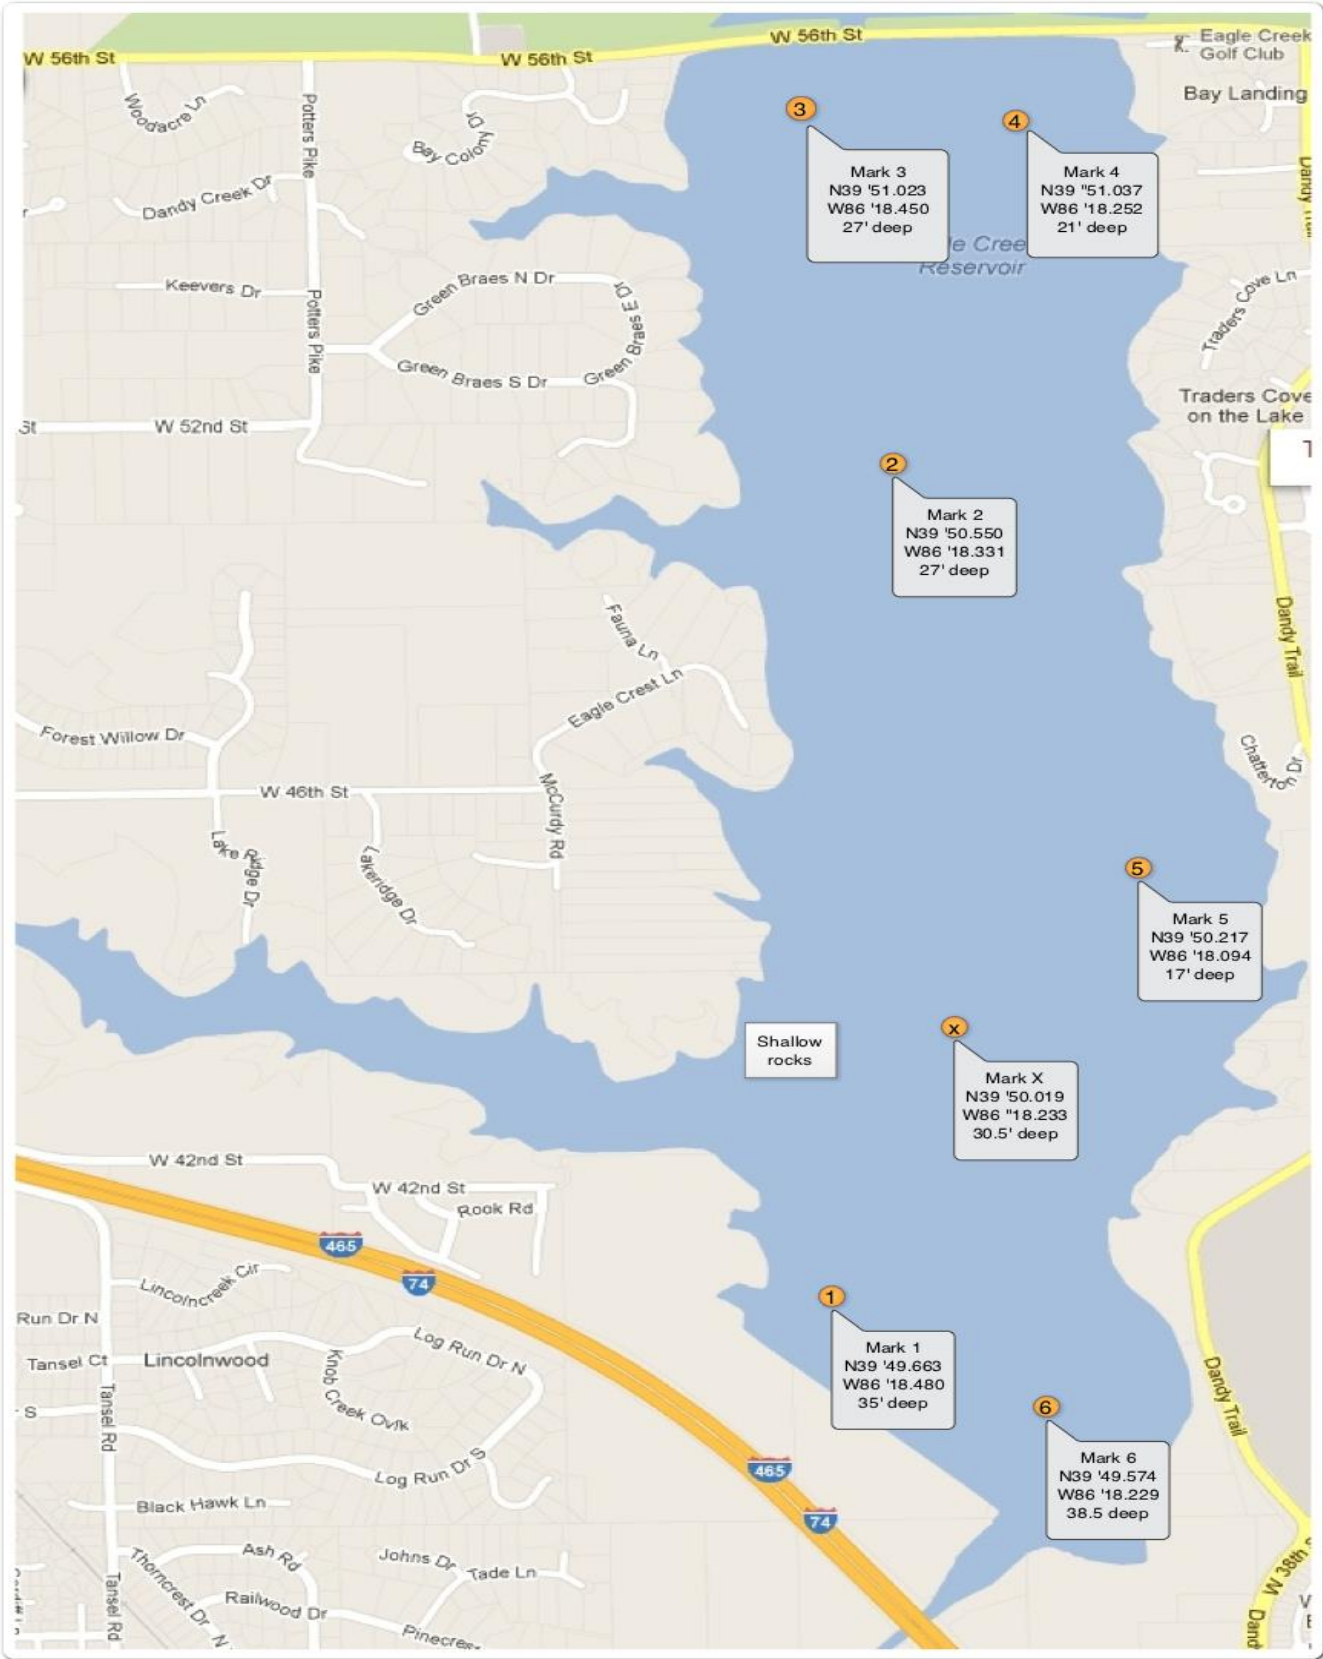 W 56th St
W 56th St
W 56th St
Eagle Creek
Golf Club
Bay Landing
Woodacre Ln
Potters Pike
Bay Colony Dr
3
4
Mark 3
N39 '51.023
W86 '18.450
27' deep
Mark 4
N39 "51.037
W86 '18.252
21' deep
Dandy Creek Dr
le Cree
Reservoir
Keevers Dr
Potters Pike
Green Braes N Dr
Green Braes E Dr
Green Braes S Dr
Traders Cove Ln
Traders Cove
on the Lake
St
W 52nd St
2
Mark 2
N39 '50.550
W86 '18.331
27' deep
Fauna Ln
Eagle Crest Ln
Dandy Trail
Forest Willow Dr
Chatterton Dr
W 46th St
McCurdy Rd
Lake Ridge Dr
Lakeridge Dr
5
Mark 5
N39 '50.217
W86 '18.094
17' deep
Shallow
rocks
x
Mark X
N39 '50.019
W86 "18.233
30.5' deep
W 42nd St
W 42nd St
Rook Rd
465
74
Lincolncreek Cir
Run Dr N
Tansel Ct
Lincolnwood
Log Run Dr N
Knob Creek Ovlk
1
Mark 1
N39 '49.663
W86 '18.480
35' deep
Dandy Trail
S
Tansel Rd
Log Run Dr S
6
Mark 6
N39 '49.574
W86 '18.229
38.5 deep
465
74
Black Hawk Ln
Ash Rd
Johns Dr
Tade Ln
Thorncrest Dr N
Tansel Rd
Railwood Dr
Pinecres
W 38th S
Dand